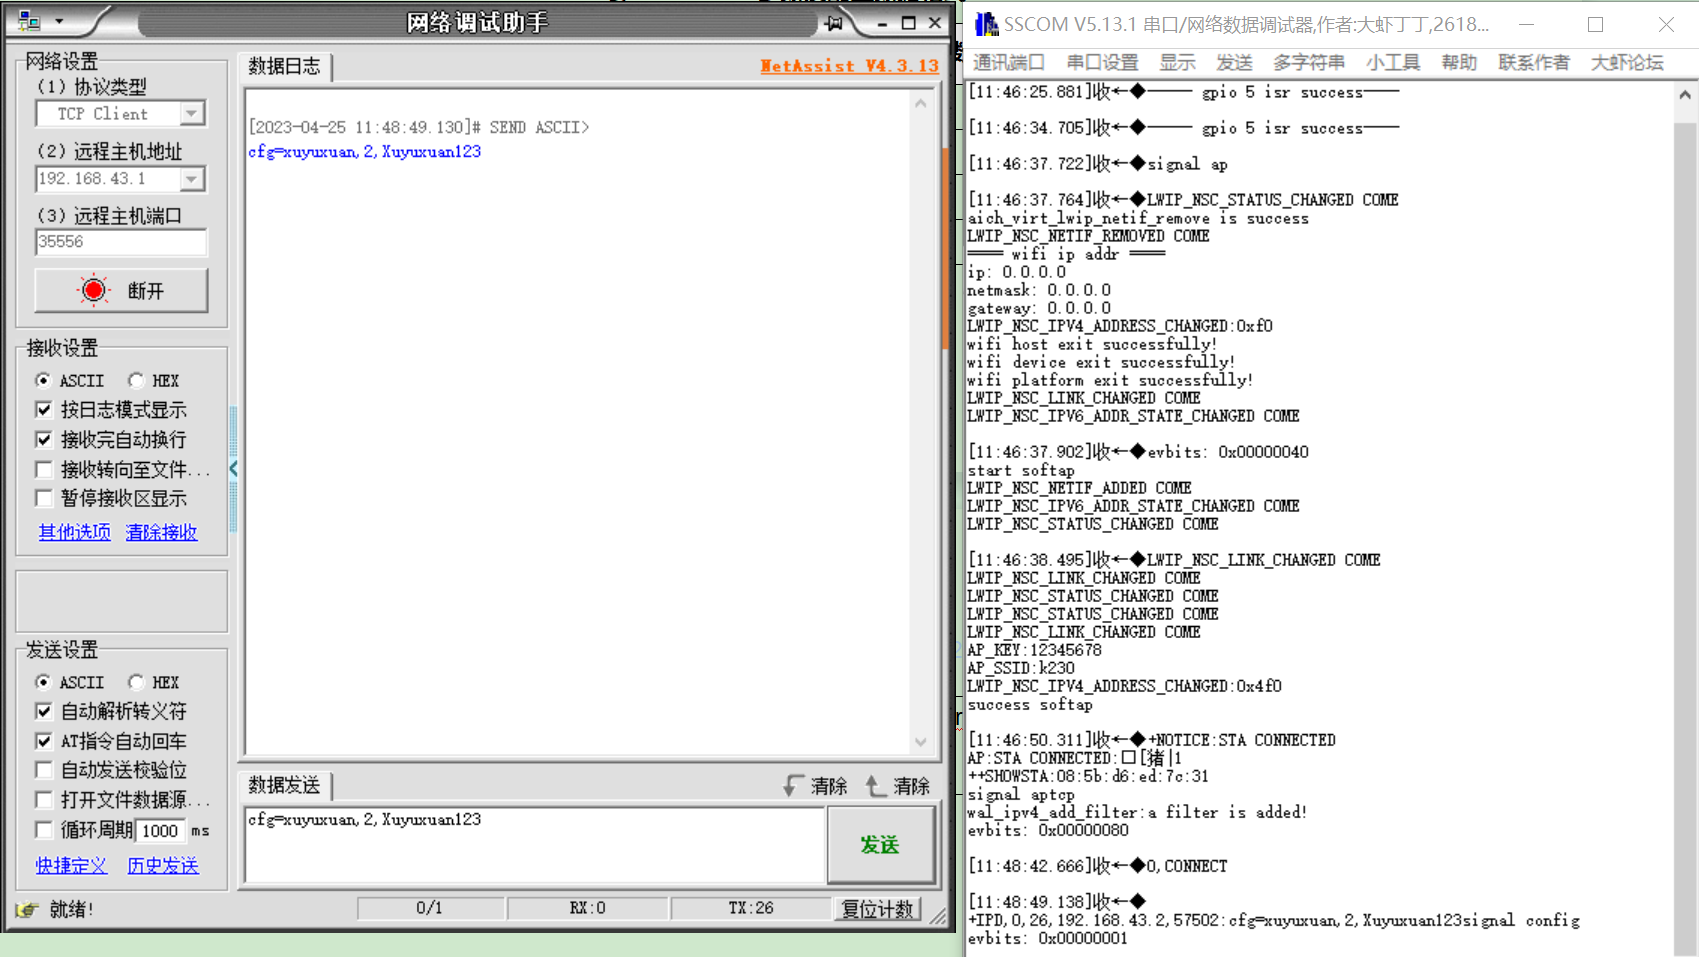 网络调试助手
网络设置
(1) 协议类型
TCP Client
(2) 远程主机地址
192.168.43.1
(3) 远程主机端口
35556
断开
接收设置
ASCII HEX
按日志模式显示
接收完自动换行
接收转向至文件...
暂停接收区显示
其他选项 清除接收
发送设置
ASCII HEX
自动解析转义符
AT指令自动回车
自动发送校验位
打开文件数据源...
循环周期 1000 ms
快捷定义 历史发送
就绪!
数据日志
NetAssist V4.3.13
[2023-04-25 11:48:49.130]# SEND ASCII>
cfg=xuyuxuan,2,Xuyuxuan123
数据发送 清除 清除
cfg=xuyuxuan,2,Xuyuxuan123
发送
0/1 RX:0 TX:26 复位计数
SSCOM V5.13.1 串口/网络数据调试器,作者:大虾丁丁,2618...
通讯端口 串口设置 显示 发送 多字符串 小工具 帮助 联系作者 大虾论坛
[11:46:25.881]收←◆──── gpio 5 isr success────
[11:46:34.705]收←◆──── gpio 5 isr success────
[11:46:37.722]收←◆signal ap
[11:46:37.764]收←◆LWIP_NSC_STATUS_CHANGED COME
aich_virt_lwip_netif_remove is success
LWIP_NSC_NETIF_REMOVED COME
==== wifi ip addr ====
ip: 0.0.0.0
netmask: 0.0.0.0
gateway: 0.0.0.0
LWIP_NSC_IPV4_ADDRESS_CHANGED:0xf0
wifi host exit successfully!
wifi device exit successfully!
wifi platform exit successfully!
LWIP_NSC_LINK_CHANGED COME
LWIP_NSC_IPV6_ADDR_STATE_CHANGED COME
[11:46:37.902]收←◆evbits: 0x00000040
start softap
LWIP_NSC_NETIF_ADDED COME
LWIP_NSC_IPV6_ADDR_STATE_CHANGED COME
LWIP_NSC_STATUS_CHANGED COME
[11:46:38.495]收←◆LWIP_NSC_LINK_CHANGED COME
LWIP_NSC_LINK_CHANGED COME
LWIP_NSC_STATUS_CHANGED COME
LWIP_NSC_STATUS_CHANGED COME
LWIP_NSC_LINK_CHANGED COME
AP_KEY:12345678
AP_SSID:k230
LWIP_NSC_IPV4_ADDRESS_CHANGED:0x4f0
success softap
[11:46:50.311]收←◆+NOTICE:STA CONNECTED
AP:STA CONNECTED:□[猪|1
++SHOWSTA:08:5b:d6:ed:7c:31
signal aptcp
wal_ipv4_add_filter:a filter is added!
evbits: 0x00000080
[11:48:42.666]收←◆0,CONNECT
[11:48:49.138]收←◆
+IPD,0,26,192.168.43.2,57502:cfg=xuyuxuan,2,Xuyuxuan123signal config
evbits: 0x00000001